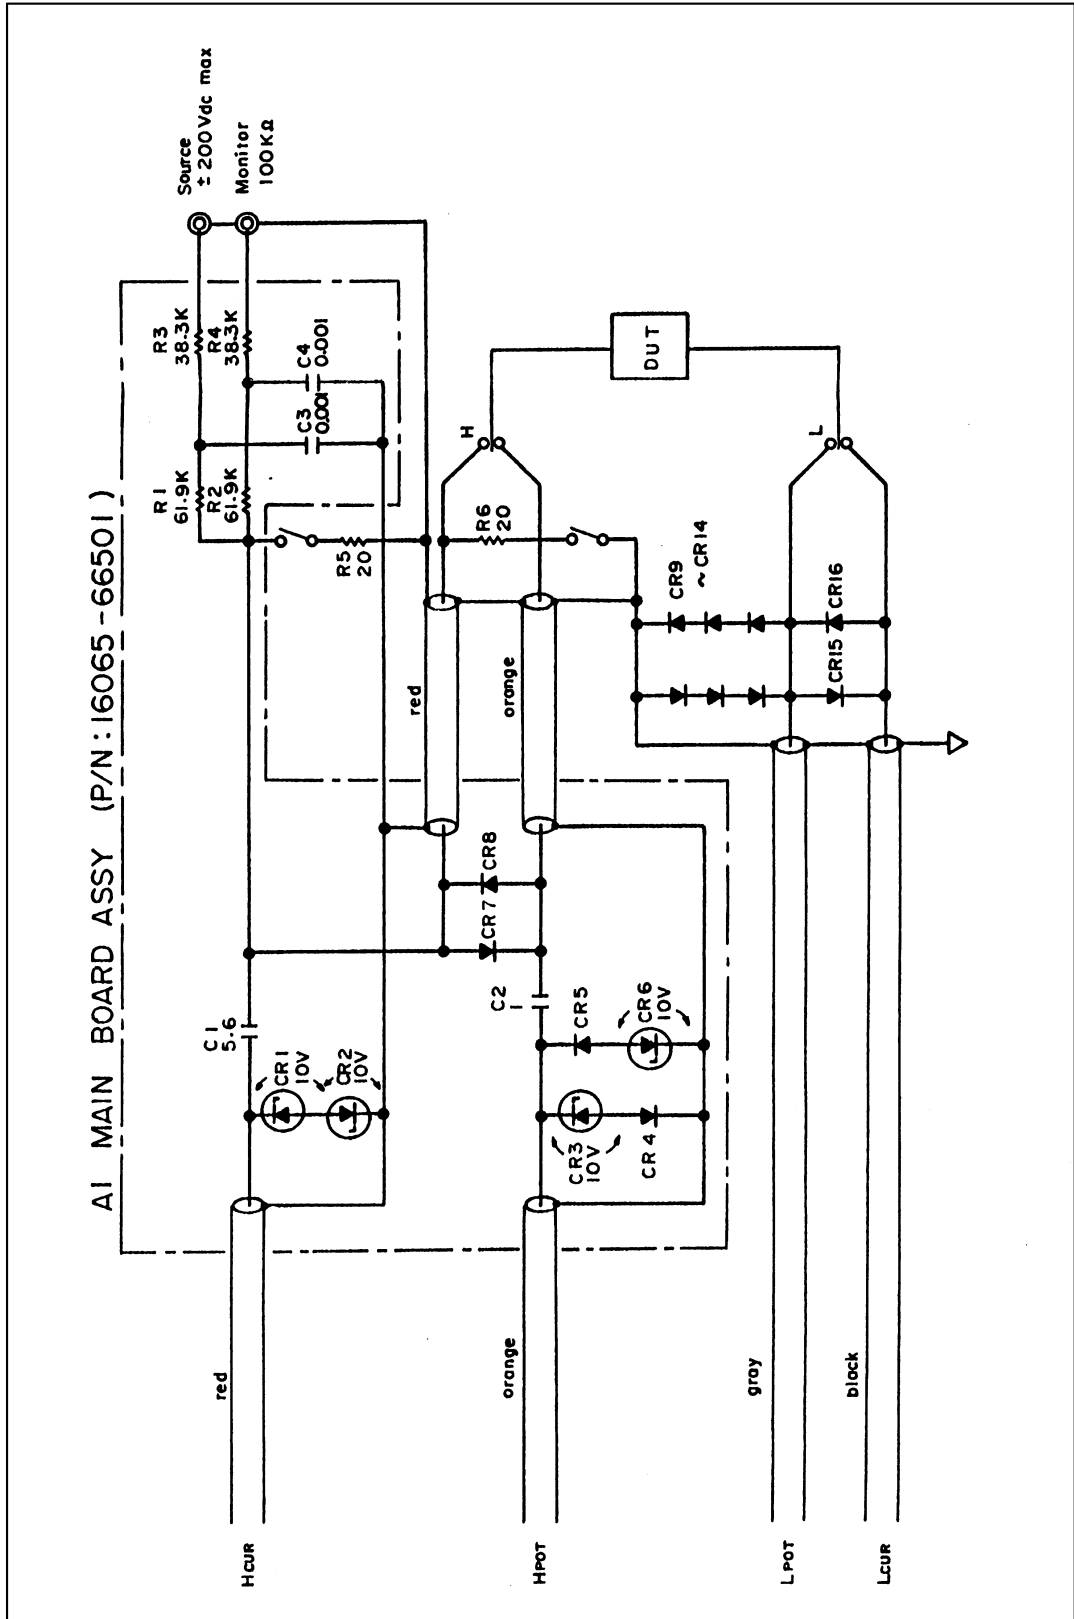 A1 MAIN BOARD ASSY (P/N : 16065-66501)
Source
± 200Vdc max
Monitor
100KΩ
R1
61.9K
R2
61.9K
R3
38.3K
R4
38.3K
C3
0.001
C4
0.001
R5
20
C1
5.6
CR1
10V
CR2
10V
red
red
CR7
CR8
H
R6
20
DUT
orange
orange
C2
1
CR3
10V
CR4
CR5
CR6
10V
CR9
~CR14
CR15
CR16
L
gray
black
HCUR
HPOT
LPOT
LCUR